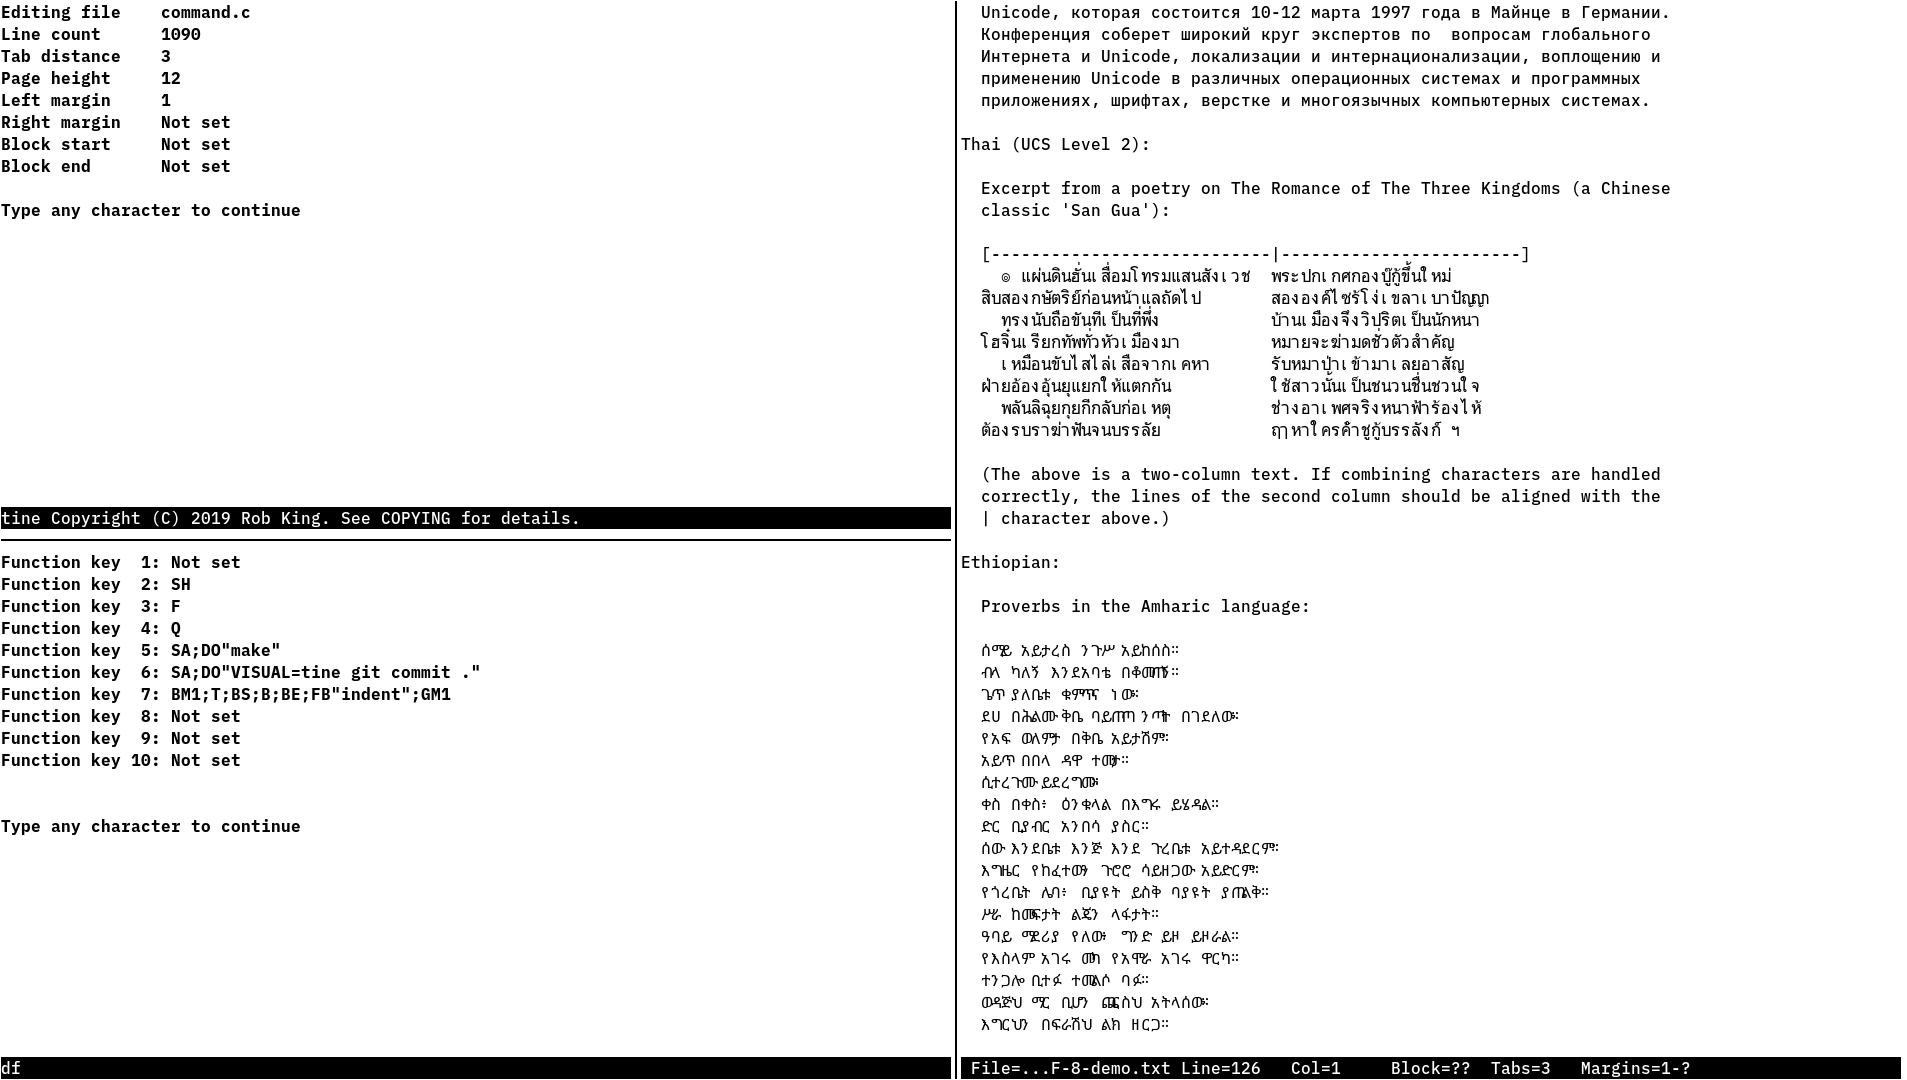 Editing file    command.c
Line count      1090
Tab distance    3
Page height     12
Left margin     1
Right margin    Not set
Block start     Not set
Block end       Not set
Type any character to continue
tine Copyright (C) 2019 Rob King. See COPYING for details.
Function key  1: Not set
Function key  2: SH
Function key  3: F
Function key  4: Q
Function key  5: SA;DO"make"
Function key  6: SA;DO"VISUAL=tine git commit ."
Function key  7: BM1;T;BS;B;BE;FB"indent";GM1
Function key  8: Not set
Function key  9: Not set
Function key 10: Not set
Type any character to continue
df
Unicode, которая состоится 10-12 марта 1997 года в Майнце в Германии.
Конференция соберет широкий круг экспертов по  вопросам глобального
Интернета и Unicode, локализации и интернационализации, воплощению и
применению Unicode в различных операционных системах и программных
приложениях, шрифтах, верстке и многоязычных компьютерных системах.
Thai (UCS Level 2):
Excerpt from a poetry on The Romance of The Three Kingdoms (a Chinese
classic 'San Gua'):
[----------------------------|------------------------]
๏ แผ่นดินฮั่นเสื่อมโทรมแสนสังเวช  พระปกเกศกองบู๊กู้ขึ้นใหม่
สิบสองกษัตริย์ก่อนหน้าแลถัดไป       สององค์ไซร้โง่เขลาเบาปัญญา
ทรงนับถือขันทีเป็นที่พึ่ง           บ้านเมืองจึงวิปริตเป็นนักหนา
โฮจิ๋นเรียกทัพทั่วหัวเมืองมา         หมายจะฆ่ามดชั่วตัวสำคัญ
เหมือนขับไสไล่เสือจากเคหา      รับหมาป่าเข้ามาเลยอาสัญ
ฝ่ายอ้องอุ้นยุแยกให้แตกกัน          ใช้สาวนั้นเป็นชนวนชื่นชวนใจ
พลันลิฉุยกุยกีกลับก่อเหตุ          ช่างอาเพศจริงหนาฟ้าร้องไห้
ต้องรบราฆ่าฟันจนบรรลัย           ฤๅหาใครค้ำชูกู้บรรลังก์ ฯ
(The above is a two-column text. If combining characters are handled
correctly, the lines of the second column should be aligned with the
| character above.)
Ethiopian:
Proverbs in the Amharic language:
ሰማይ አይታረስ ንጉሥ አይከሰስ።
ብላ ካለኝ እንደአባቴ በቆመጠኝ።
ጌጥ ያለቤቱ ቁምጥና ነው።
ደሀ በሕልሙ ቅቤ ባይጠጣ ንጣት በገደለው።
የአፍ ወለምታ በቅቤ አይታሽም።
አይጥ በበላ ዳዋ ተመታ።
ሲተረጉሙ ይደረግሙ።
ቀስ በቀስ፥ ዕንቁላል በእግሩ ይሄዳል።
ድር ቢያብር አንበሳ ያስር።
ሰው እንደቤቱ እንጅ እንደ ጉረቤቱ አይተዳደርም።
እግዜር የከፈተውን ጉሮሮ ሳይዘጋው አይድርም።
የጎረቤት ሌባ፥ ቢያዩት ይስቅ ባያዩት ያጠልቅ።
ሥራ ከመፍታት ልጄን ላፋታት።
ዓባይ ማደሪያ የለው፥ ግንድ ይዞ ይዞራል።
የእስላም አገሩ መካ የአሞራ አገሩ ዋርካ።
ተንጋሎ ቢተፉ ተመልሶ ባፉ።
ወዳጅህ ማር ቢሆን ጨርስህ አትላሰው።
እግርህን በፍራሽህ ልክ ዘርጋ።
File=...F-8-demo.txt Line=126   Col=1     Block=??  Tabs=3   Margins=1-?